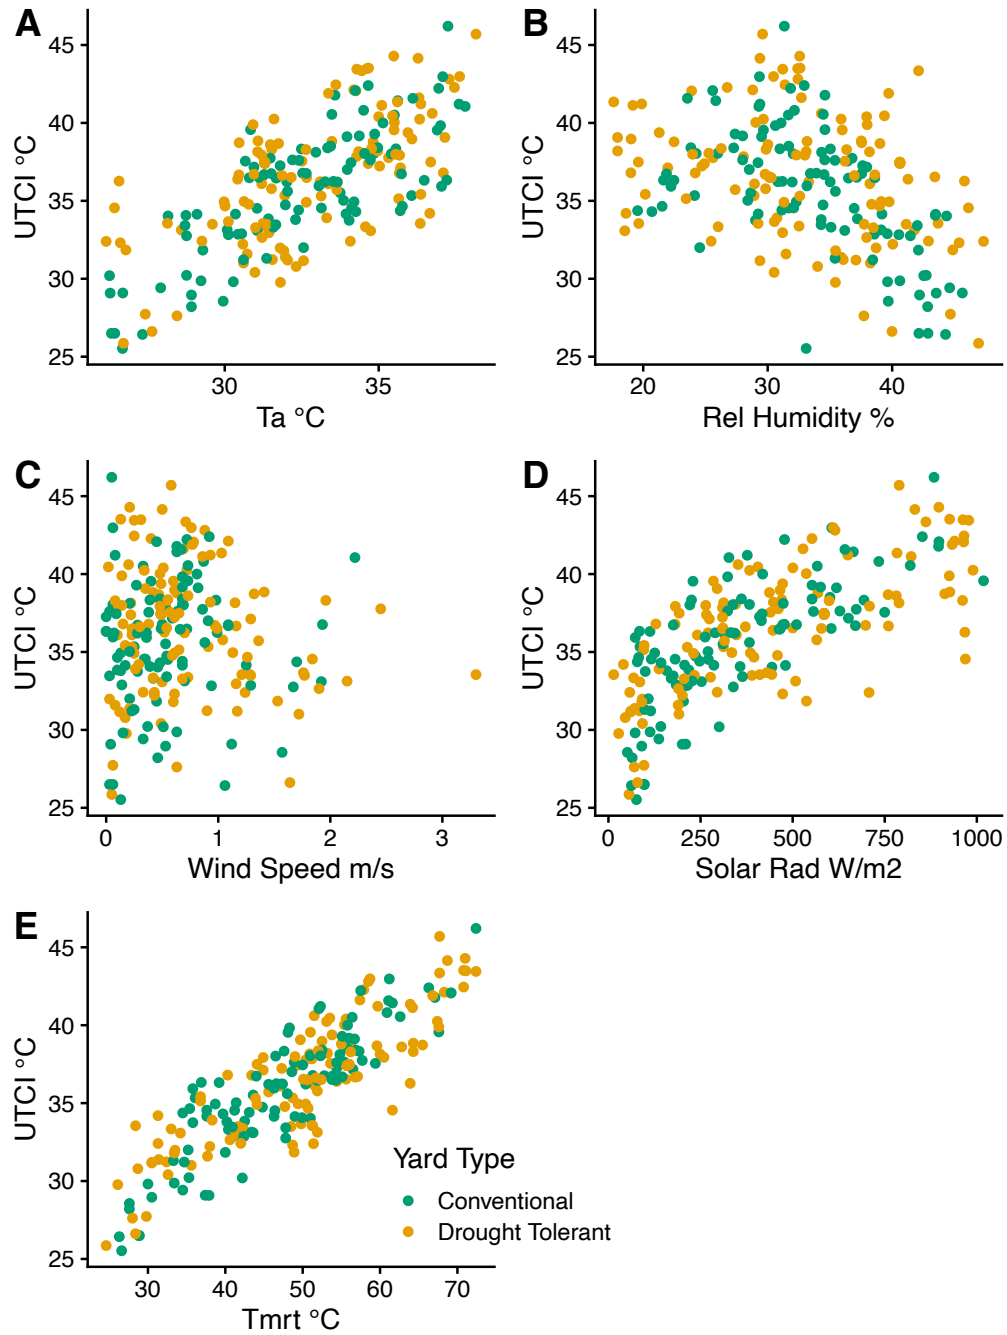 A
B
45
40
35
30
25
UTCI °C
30
35
Ta °C
45
40
35
30
25
UTCI °C
20
30
40
Rel Humidity %
C
D
45
40
35
30
25
UTCI °C
0
1
2
3
Wind Speed m/s
45
40
35
30
25
UTCI °C
0
250
500
750
1000
Solar Rad W/m2
E
45
40
35
30
25
UTCI °C
30
40
50
60
70
Tmrt °C
Yard Type
Conventional
Drought Tolerant